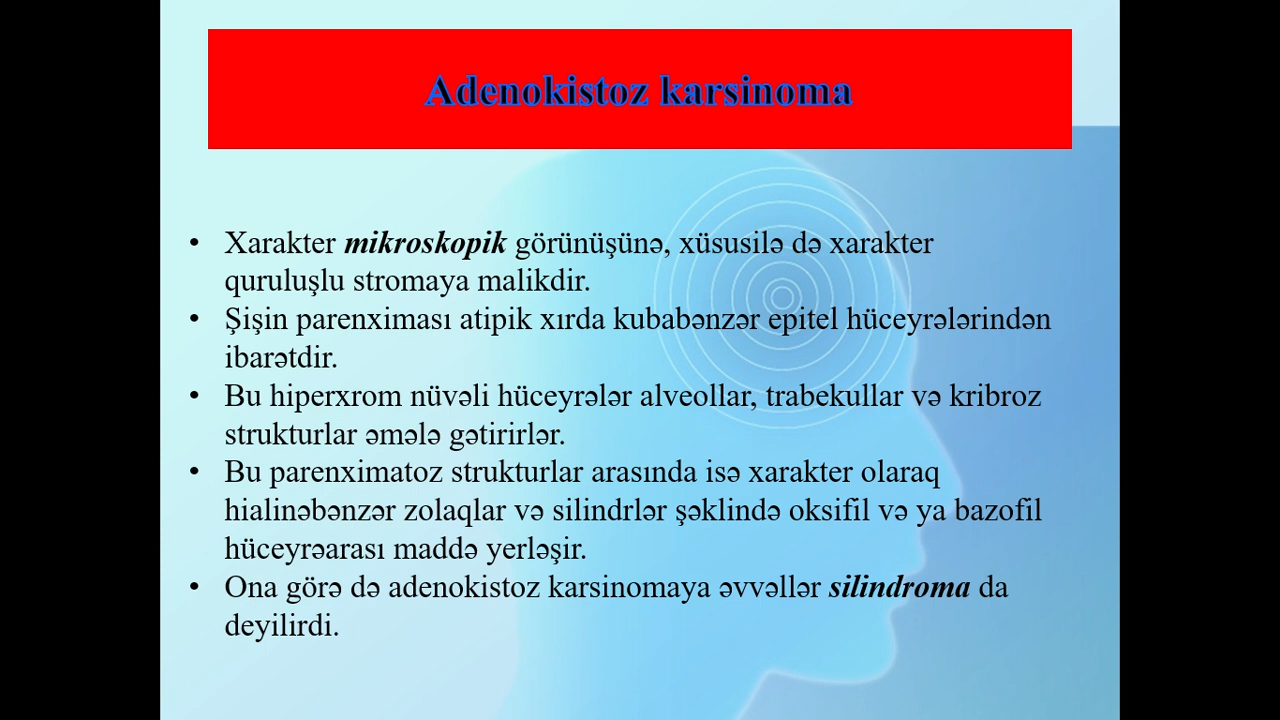 Adenokistoz karsinoma
• Xarakter mikroskopik görünüşünə, xüsusilə də xarakter
quruluşlu stromaya malikdir.
• Şişin parenximası atipik xırda kubabənzər epitel hüceyrələrindən
ibarətdir.
• Bu hiperxrom nüvəli hüceyrələr alveollar, trabekullar və kribroz
strukturlar əmələ gətirirlər.
• Bu parenximatoz strukturlar arasında isə xarakter olaraq
hialinəbənzər zolaqlar və silindrlər şəklində oksifil və ya bazofil
hüceyrəarası maddə yerləşir.
• Ona görə də adenokistoz karsinomaya əvvəllər silindroma da
deyilirdi.